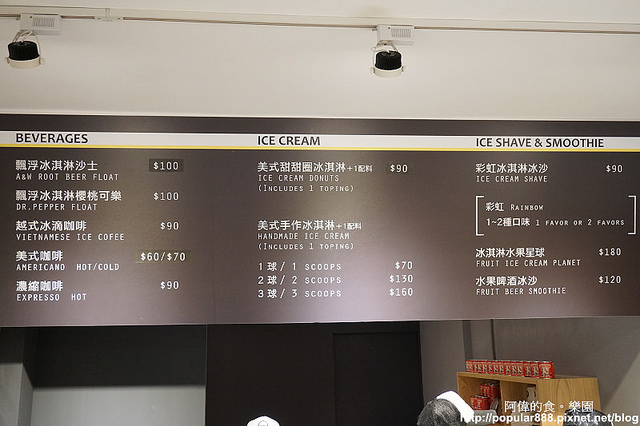 BEVERAGES
飄浮冰淇淋沙士 $100
A&W ROOT BEER FLOAT
飄浮冰淇淋櫻桃可樂 $100
DR.PEPPER FLOAT
越式冰滴咖啡 $90
VIETNAMESE ICE COFEE
美式咖啡 $60/$70
AMERICANO HOT/COLD
濃縮咖啡 $90
EXPRESSO HOT
ICE CREAM
美式甜甜圈冰淇淋+1配料 $90
ICE CREAM DONUTS
(INCLUDES 1 TOPING)
美式手作冰淇淋+1配料
HANDMADE ICE CREAM
(INCLUDES 1 TOPING)
1球/1 SCOOPS $70
2球/2 SCOOPS $130
3球/3 SCOOPS $160
ICE SHAVE & SMOOTHIE
彩虹冰淇淋冰沙 $90
ICE CREAM SHAVE
彩虹 RAINBOW
1~2種口味 1 FAVOR OR 2 FAVORS
冰淇淋水果星球 $180
FRUIT ICE CREAM PLANET
水果啤酒冰沙 $120
FRUIT BEER SMOOTHIE
阿偉的食。樂園
http://popular888.pixnet.net/blog